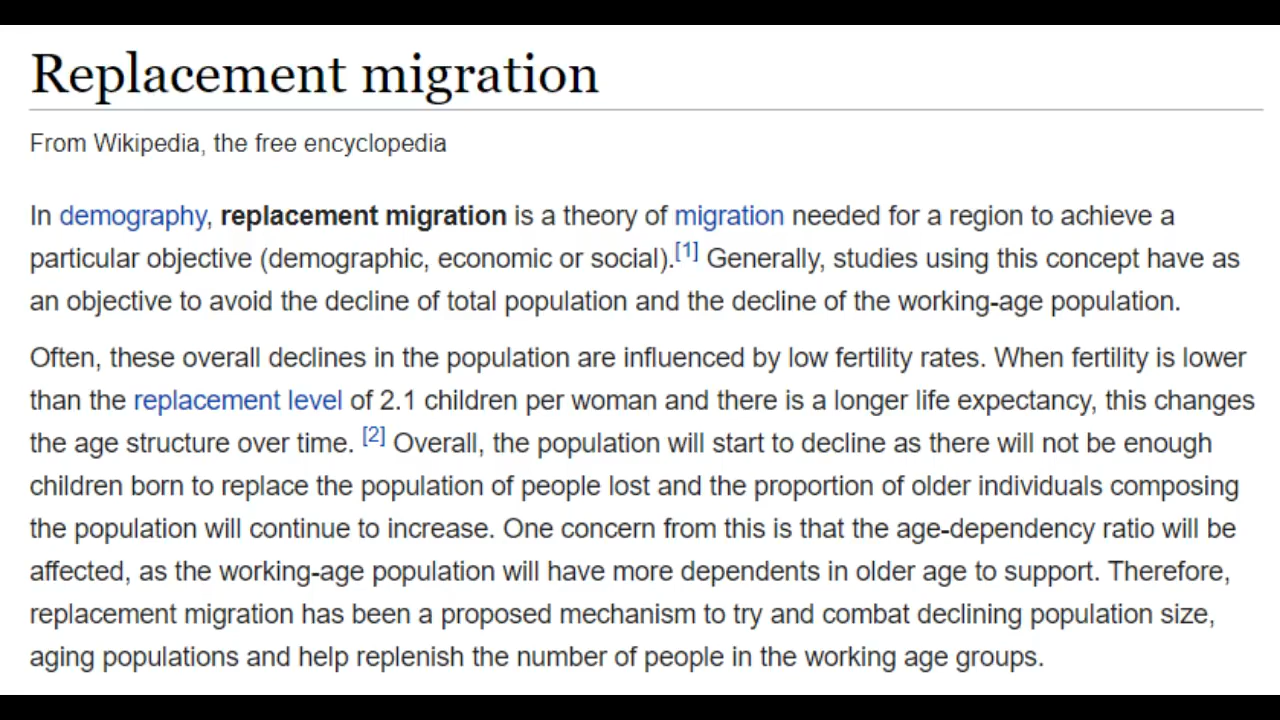 Replacement migration
From Wikipedia, the free encyclopedia
In demography, replacement migration is a theory of migration needed for a region to achieve a
particular objective (demographic, economic or social).[1] Generally, studies using this concept have as
an objective to avoid the decline of total population and the decline of the working-age population.
Often, these overall declines in the population are influenced by low fertility rates. When fertility is lower
than the replacement level of 2.1 children per woman and there is a longer life expectancy, this changes
the age structure over time. [2] Overall, the population will start to decline as there will not be enough
children born to replace the population of people lost and the proportion of older individuals composing
the population will continue to increase. One concern from this is that the age-dependency ratio will be
affected, as the working-age population will have more dependents in older age to support. Therefore,
replacement migration has been a proposed mechanism to try and combat declining population size,
aging populations and help replenish the number of people in the working age groups.